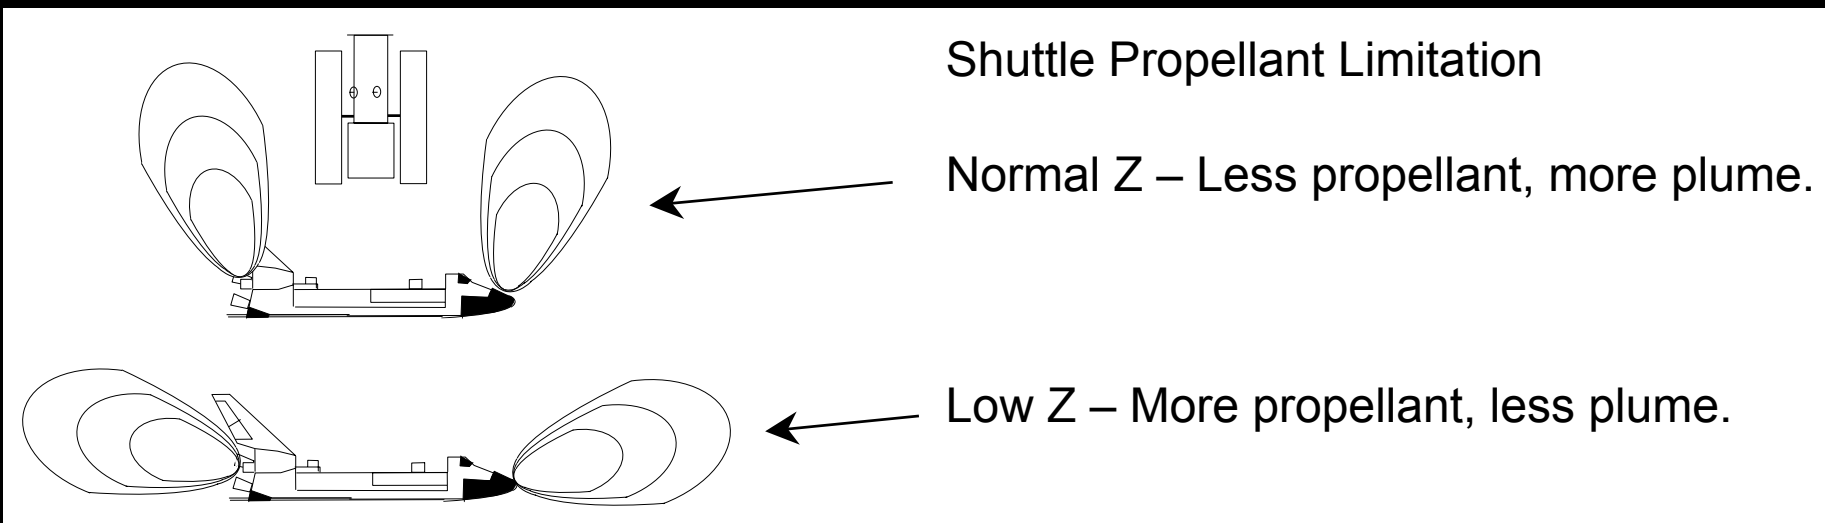 Shuttle Propellant Limitation
Normal Z – Less propellant, more plume.
Low Z – More propellant, less plume.